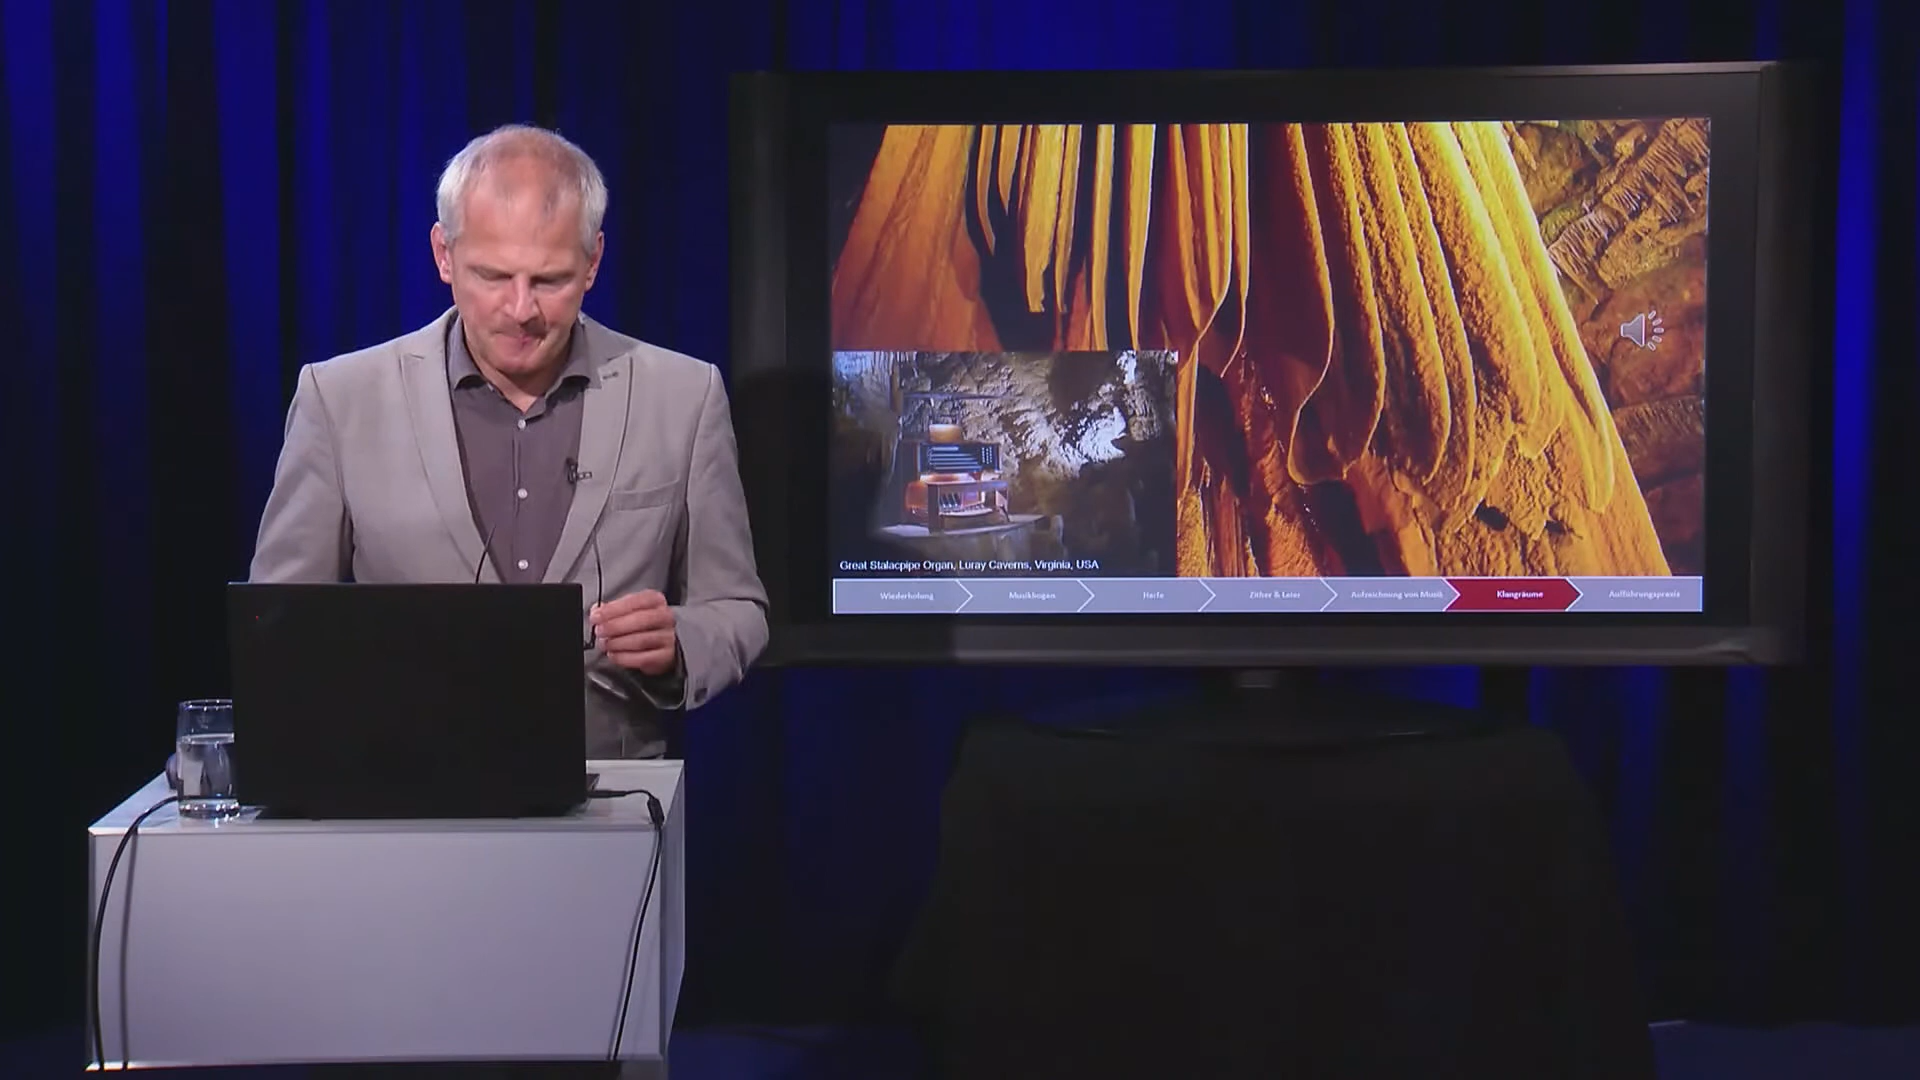 Great Stalacpipe Organ, Luray Caverns, Virginia, USA
Wiederholung
Musikbogen
Harfe
Zither & Leier
Aufzeichnung von Musik
Klangräume
Aufführungspraxis